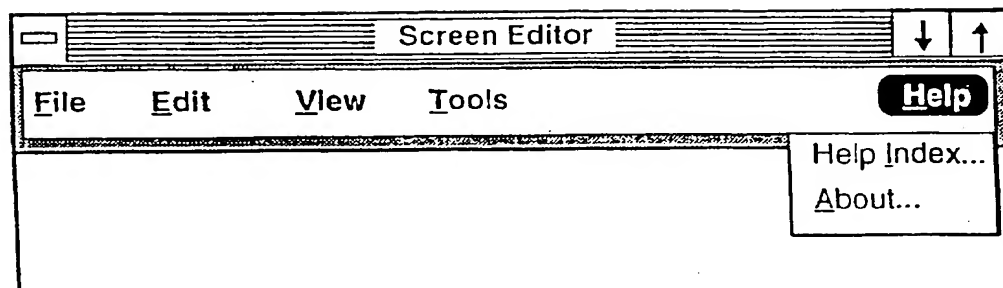 Screen Editor
File Edit View Tools Help
Help Index...
About...